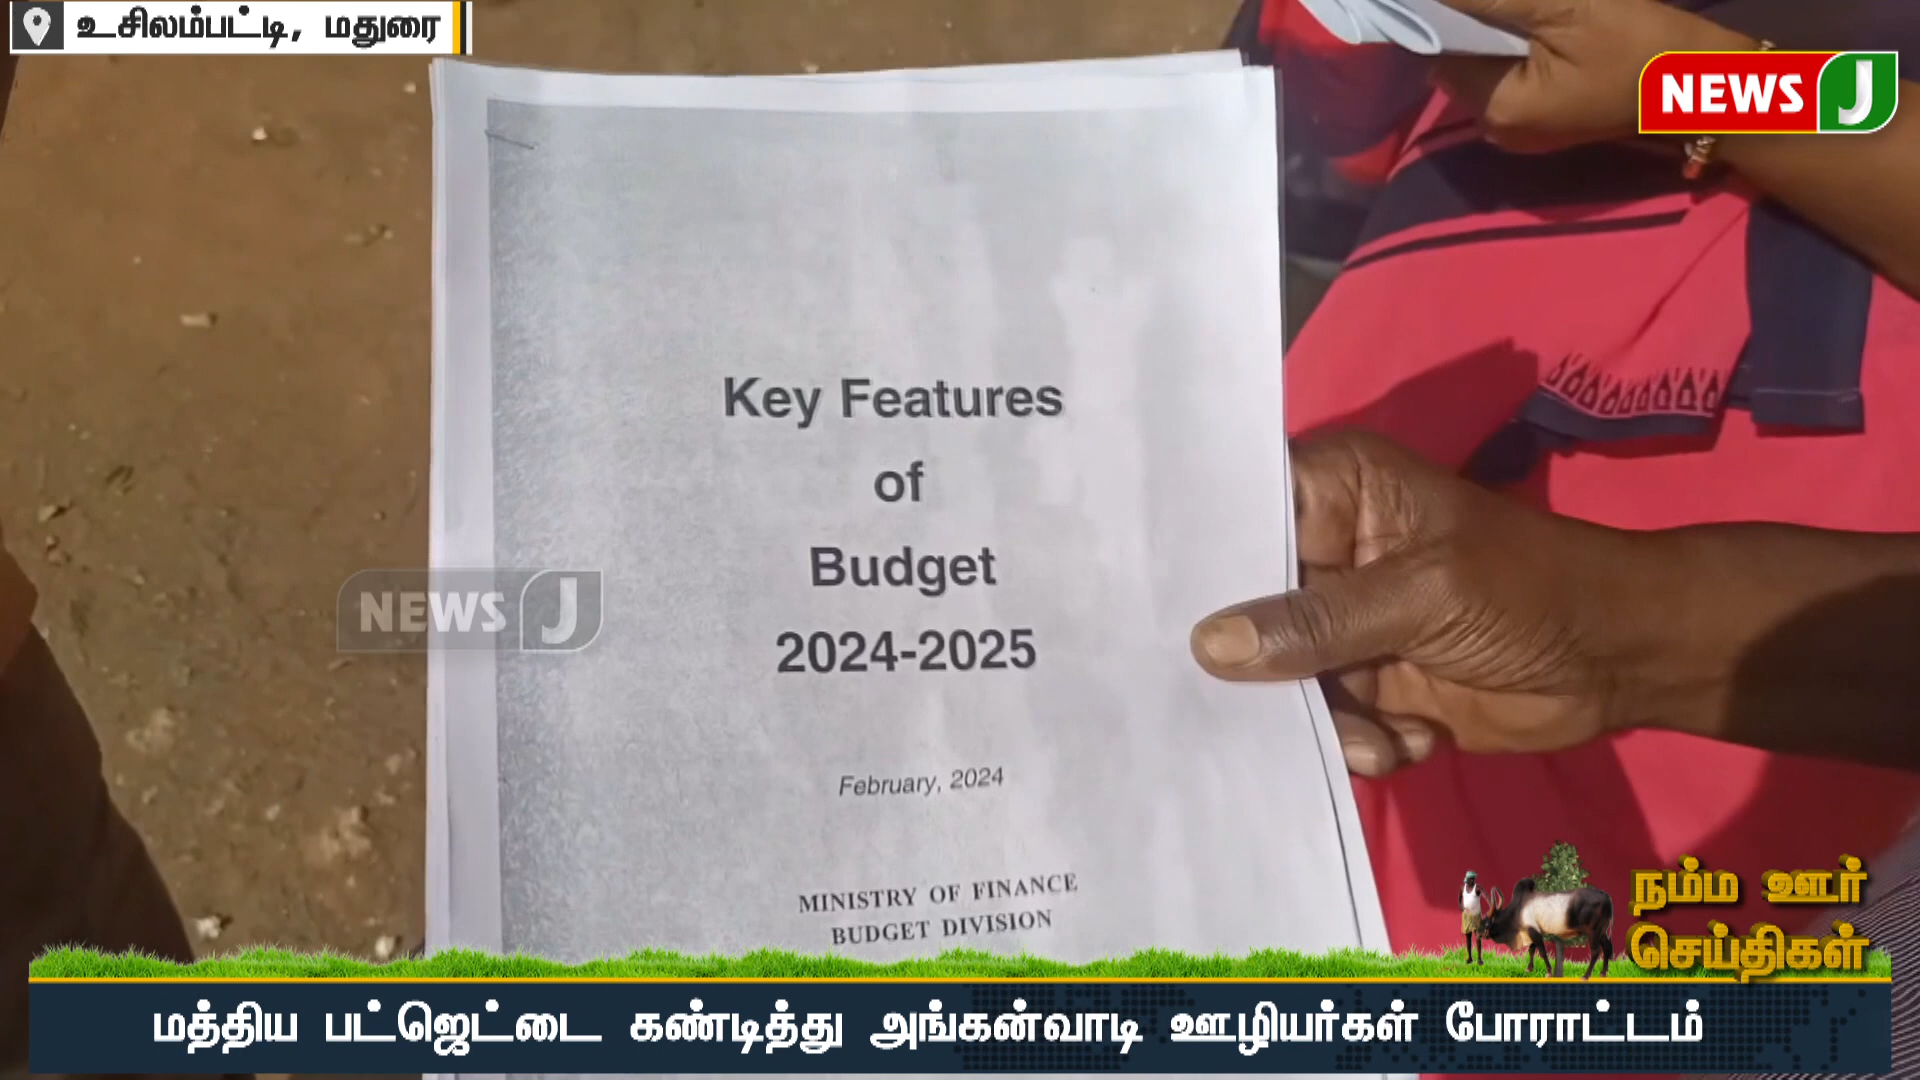 உசிலம்பட்டி, மதுரை
NEWS J
Key Features
of
Budget
2024-2025
NEWS J
February, 2024
MINISTRY OF FINANCE
BUDGET DIVISION
நம்ம ஊர்
செய்திகள்
மத்திய பட்ஜெட்டை கண்டித்து அங்கன்வாடி ஊழியர்கள் போராட்டம்